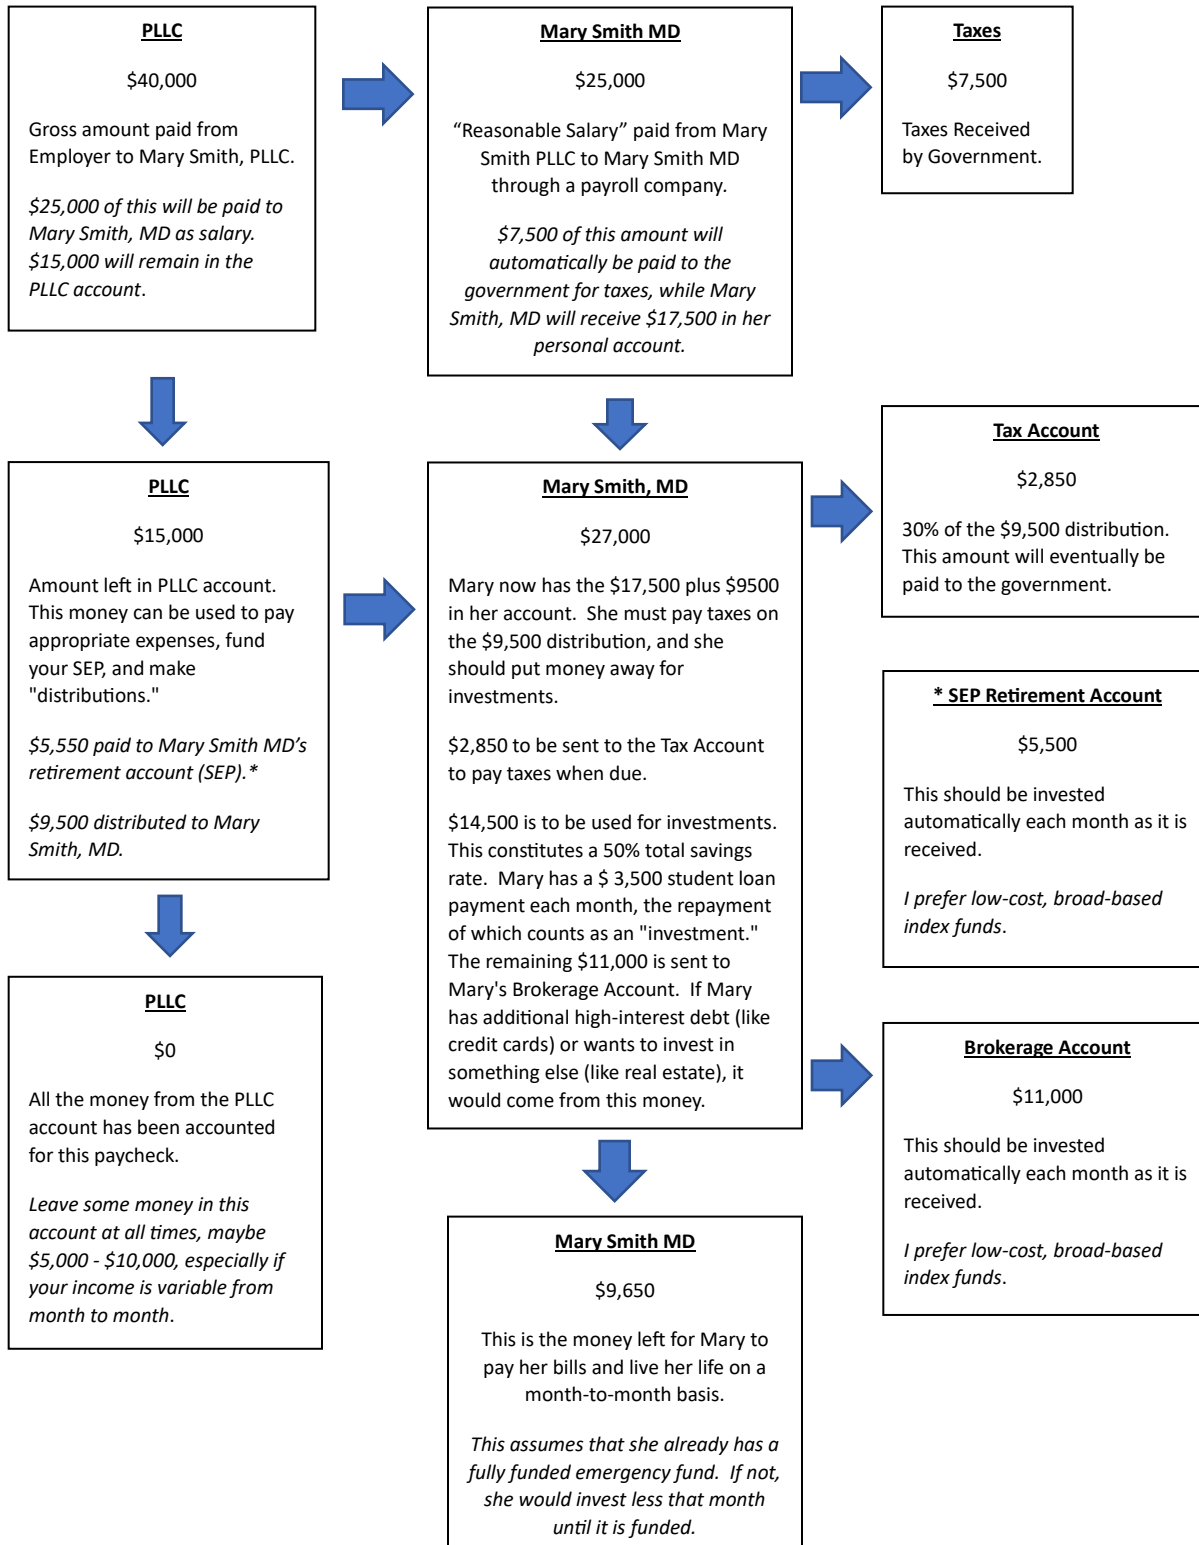 PLLC
$40,000
Gross amount paid from
Employer to Mary Smith, PLLC.
$25,000 of this will be paid to
Mary Smith, MD as salary.
$15,000 will remain in the
PLLC account.
Mary Smith MD
$25,000
“Reasonable Salary” paid from Mary
Smith PLLC to Mary Smith MD
through a payroll company.
$7,500 of this amount will
automatically be paid to the
government for taxes, while Mary
Smith, MD will receive $17,500 in her
personal account.
Taxes
$7,500
Taxes Received
by Government.
PLLC
$15,000
Amount left in PLLC account.
This money can be used to pay
appropriate expenses, fund
your SEP, and make
"distributions."
$5,550 paid to Mary Smith MD’s
retirement account (SEP).*
$9,500 distributed to Mary
Smith, MD.
Mary Smith, MD
$27,000
Mary now has the $17,500 plus $9500
in her account.  She must pay taxes on
the $9,500 distribution, and she
should put money away for
investments.
$2,850 to be sent to the Tax Account
to pay taxes when due.
$14,500 is to be used for investments.
This constitutes a 50% total savings
rate.  Mary has a $ 3,500 student loan
payment each month, the repayment
of which counts as an "investment."
The remaining $11,000 is sent to
Mary's Brokerage Account.  If Mary
has additional high-interest debt (like
credit cards) or wants to invest in
something else (like real estate), it
would come from this money.
Tax Account
$2,850
30% of the $9,500 distribution.
This amount will eventually be
paid to the government.
* SEP Retirement Account
$5,500
This should be invested
automatically each month as it is
received.
I prefer low-cost, broad-based
index funds.
PLLC
$0
All the money from the PLLC
account has been accounted
for this paycheck.
Leave some money in this
account at all times, maybe
$5,000 - $10,000, especially if
your income is variable from
month to month.
Brokerage Account
$11,000
This should be invested
automatically each month as it is
received.
I prefer low-cost, broad-based
index funds.
Mary Smith MD
$9,650
This is the money left for Mary to
pay her bills and live her life on a
month-to-month basis.
This assumes that she already has a
fully funded emergency fund.  If not,
she would invest less that month
until it is funded.